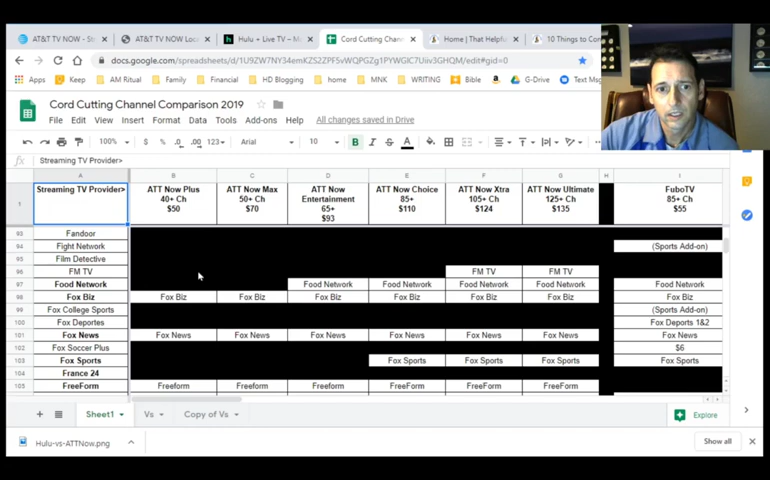 AT&T TV NOW - St
AT&T TV NOW Loc
Hulu + Live TV – M
Cord Cutting Chann
Home | That Helpful
10 Things to Con
docs.google.com/spreadsheets/d/
Apps Keep AM Ritual Family Financial HD Blogging home MNK WRITING Bible G-Drive Text Msg
Cord Cutting Channel Comparison 2019
File Edit View Insert Format Data Tools Add-ons Help All changes saved in Drive
100% $ % .0 .00 123 Arial 10 B I S A
fx Streaming TV Provider>
A B C D E F G H I
1 Streaming TV Provider> ATT Now Plus ATT Now Max ATT Now Entertainment ATT Now Choice ATT Now Xtra ATT Now Ultimate FuboTV
40+ Ch 50+ Ch 65+ 85+ 105+ Ch 125+ Ch 85+ Ch
$50 $70 $93 $110 $124 $135 $55
93 Fandoor
94 Fight Network (Sports Add-on)
95 Film Detective
96 FM TV FM TV FM TV
97 Food Network Food Network Food Network Food Network Food Network Food Network
98 Fox Biz Fox Biz Fox Biz Fox Biz Fox Biz Fox Biz Fox Biz Fox Biz
99 Fox College Sports (Sports Add-on)
100 Fox Deportes Fox Deports 1&2
101 Fox News Fox News Fox News Fox News Fox News Fox News Fox News Fox News
102 Fox Soccer Plus $6
103 Fox Sports Fox Sports Fox Sports Fox Sports Fox Sports
104 France 24
105 FreeForm Freeform Freeform Freeform FreeForm Freeform Freeform
Sheet1 Vs Copy of Vs Explore
Hulu-vs-ATTNow.png Show all